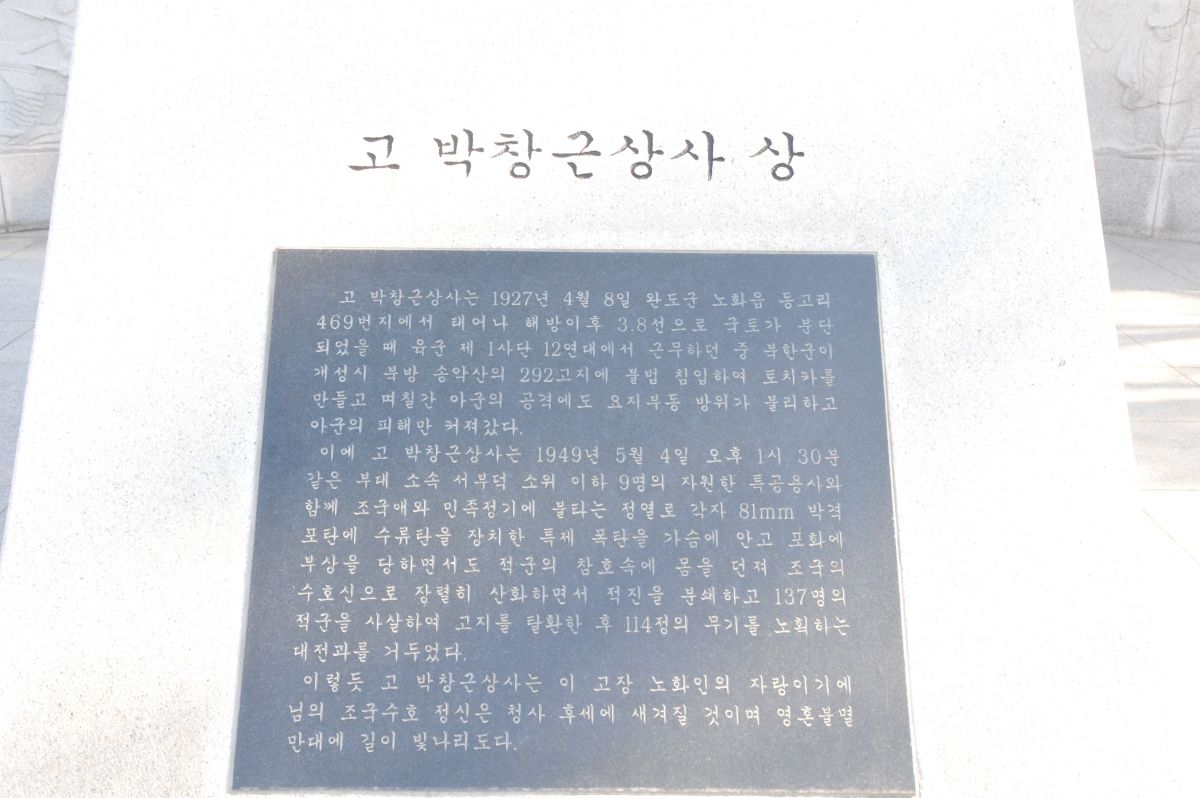 고 박창근상사 상
고 박창근상사는 1927년 4월 8일 완도군 노화읍 동고리
469번지에서 태어나 해방이후 3.8선으로 국토가 분단
되었을 때 육군 제 1사단 12연대에서 근무하던 중 북한군이
개성시 북방 송악산의 292고지에 불법 침입하여 토치카를
만들고 며칠간 아군의 공격에도 요지부동 방위가 불리하고
아군의 피해만 커져갔다.
이에 고 박창근상사는 1949년 5월 4일 오후 1시 30분
같은 부대 소속 서부덕 소위 이하 9명의 자원한 특공용사와
함께 조국애와 민족정기에 불타는 정열로 각자 81mm 박격
포탄에 수류탄을 장치한 특제 폭탄을 가슴에 안고 포화에
부상을 당하면서도 적군의 참호속에 몸을 던져 조국의
수호신으로 장렬히 산화하면서 적진을 분쇄하고 137명의
적군을 사살하여 고지를 탈환한 후 114정의 무기를 노획하는
대전과를 거두었다.
이렇듯 고 박창근상사는 이 고장 노화인의 자랑이기에
님의 조국수호 정신은 청사 후세에 새겨질 것이며 영혼불멸
만대에 길이 빛나리도다.